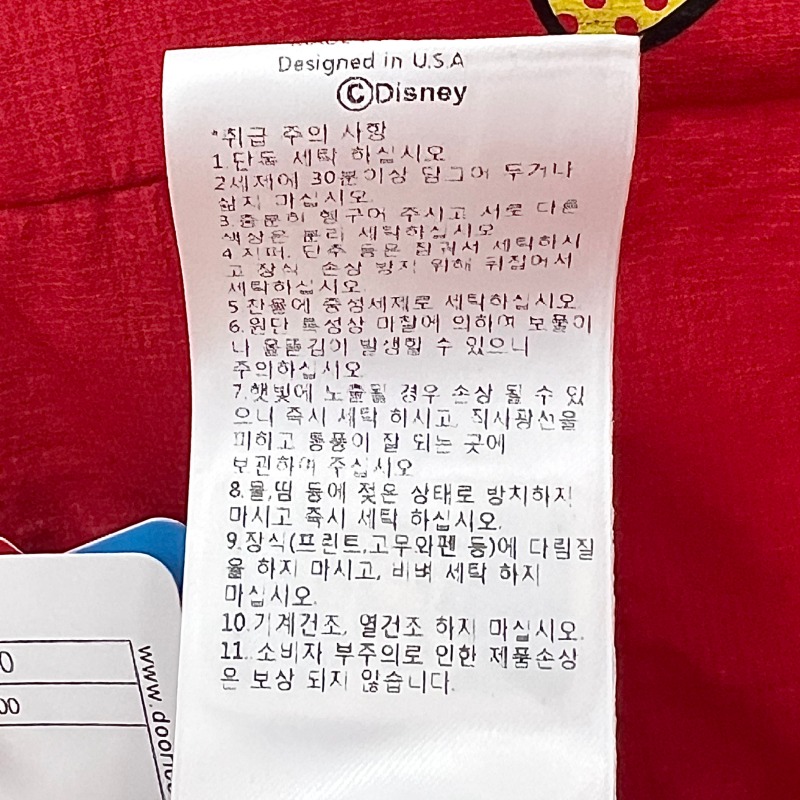 Designed in U.S.A
©Disney
*취급 주의 사항
1.단독 세탁 하십시오
2세제에 30분이상 담그어 두거나
삶지 마십시오.
3.충분히 헹구어 주시고 서로 다른
색상은 분리 세탁하십시오
4.지퍼, 단추 등은 잠궈서 세탁하시
고 장식 손상 방지 위해 뒤집어서
세탁하십시오.
5.찬물에 중성세제로 세탁하십시오.
6.원단 특성상 마찰에 의하여 보풀이
나 올뜯김이 발생할 수 있으니
주의하십시오
7.햇빛에 노출될 경우 손상 될 수 있
으니 즉시 세탁 하시고, 직사광선을
피하고 통풍이 잘 되는 곳에
보관하여 주십시오
8.물,땀 등에 젖은 상태로 방치하지
마시고 즉시 세탁 하십시오.
9.장식(프린트,고무와펜 등)에 다림질
을 하지 마시고, 비벼 세탁 하지
마십시오.
10.기계건조, 열건조 하지 마십시오.
11..소비자 부주의로 인한 제품손상
은 보상 되지 않습니다.
0
00